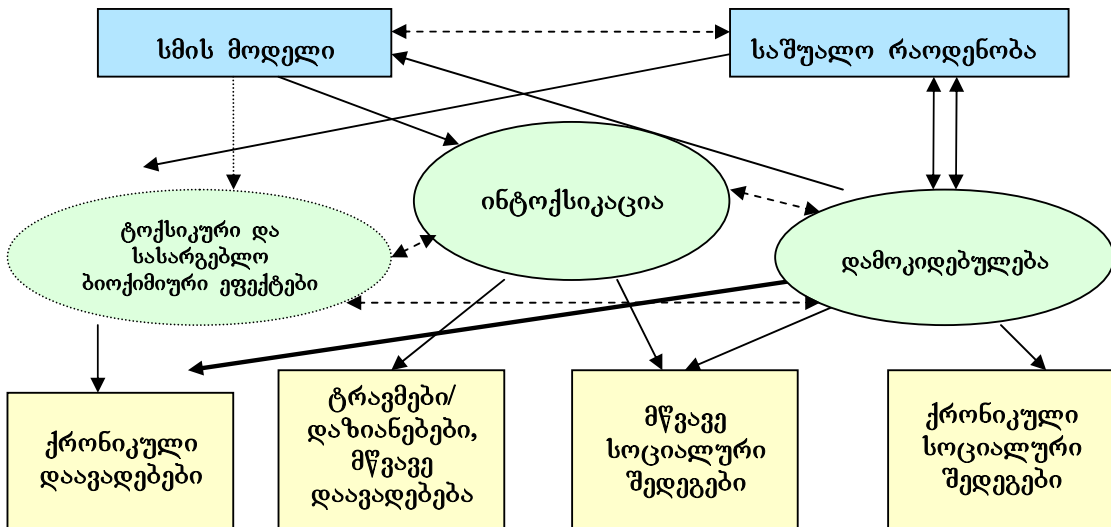 სმის მოდელი
საშუალო რაოდენობა
ინტოქსიკაცია
ტოქსიკური და
სასარგებლო
ბიოქიმიური ეფექტები
დამოკიდებულება
ქრონიკული
დაავადებები
ტრავმები/
დაზიანებები,
მწვავე
დაავადებება
მწვავე
სოციალური
შედეგები
ქრონიკული
სოციალური
შედეგები